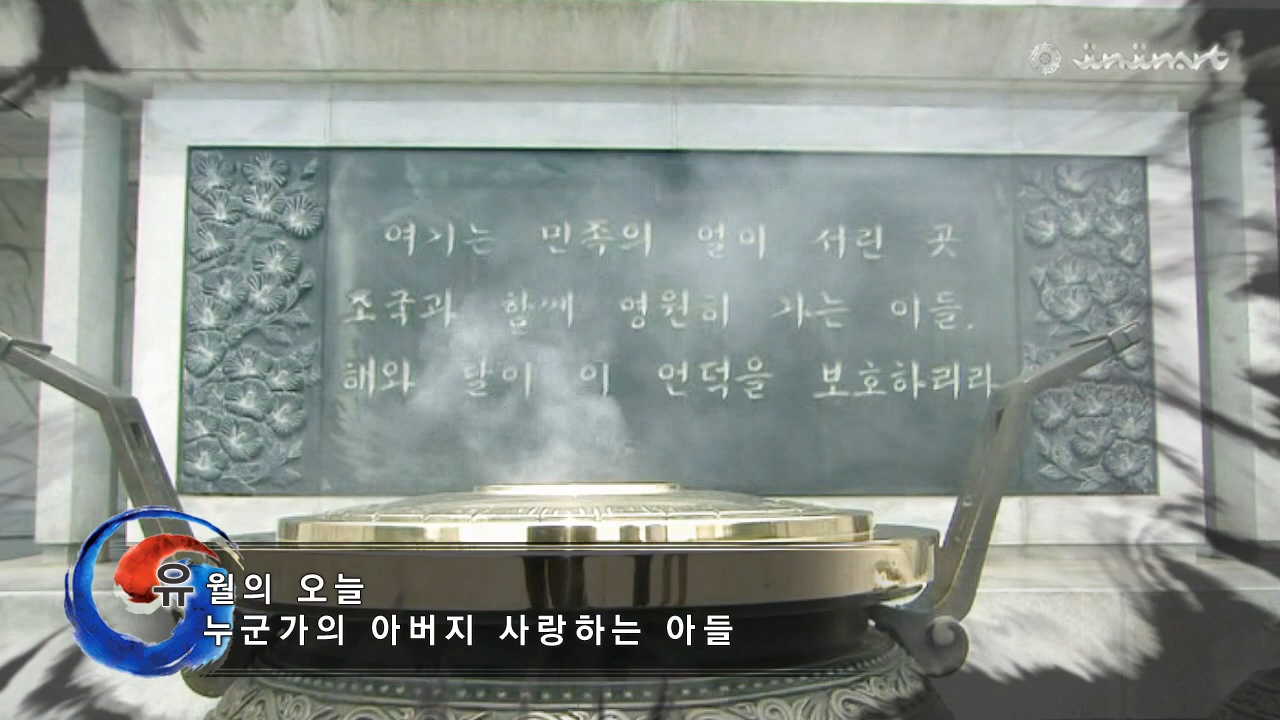 jinjinart
여기는 민족의 얼이 서린 곳
조국과 함께 영원히 가는 이들.
해와 달이 이 언덕을 보호하리라
유월의 오늘
누군가의 아버지 사랑하는 아들